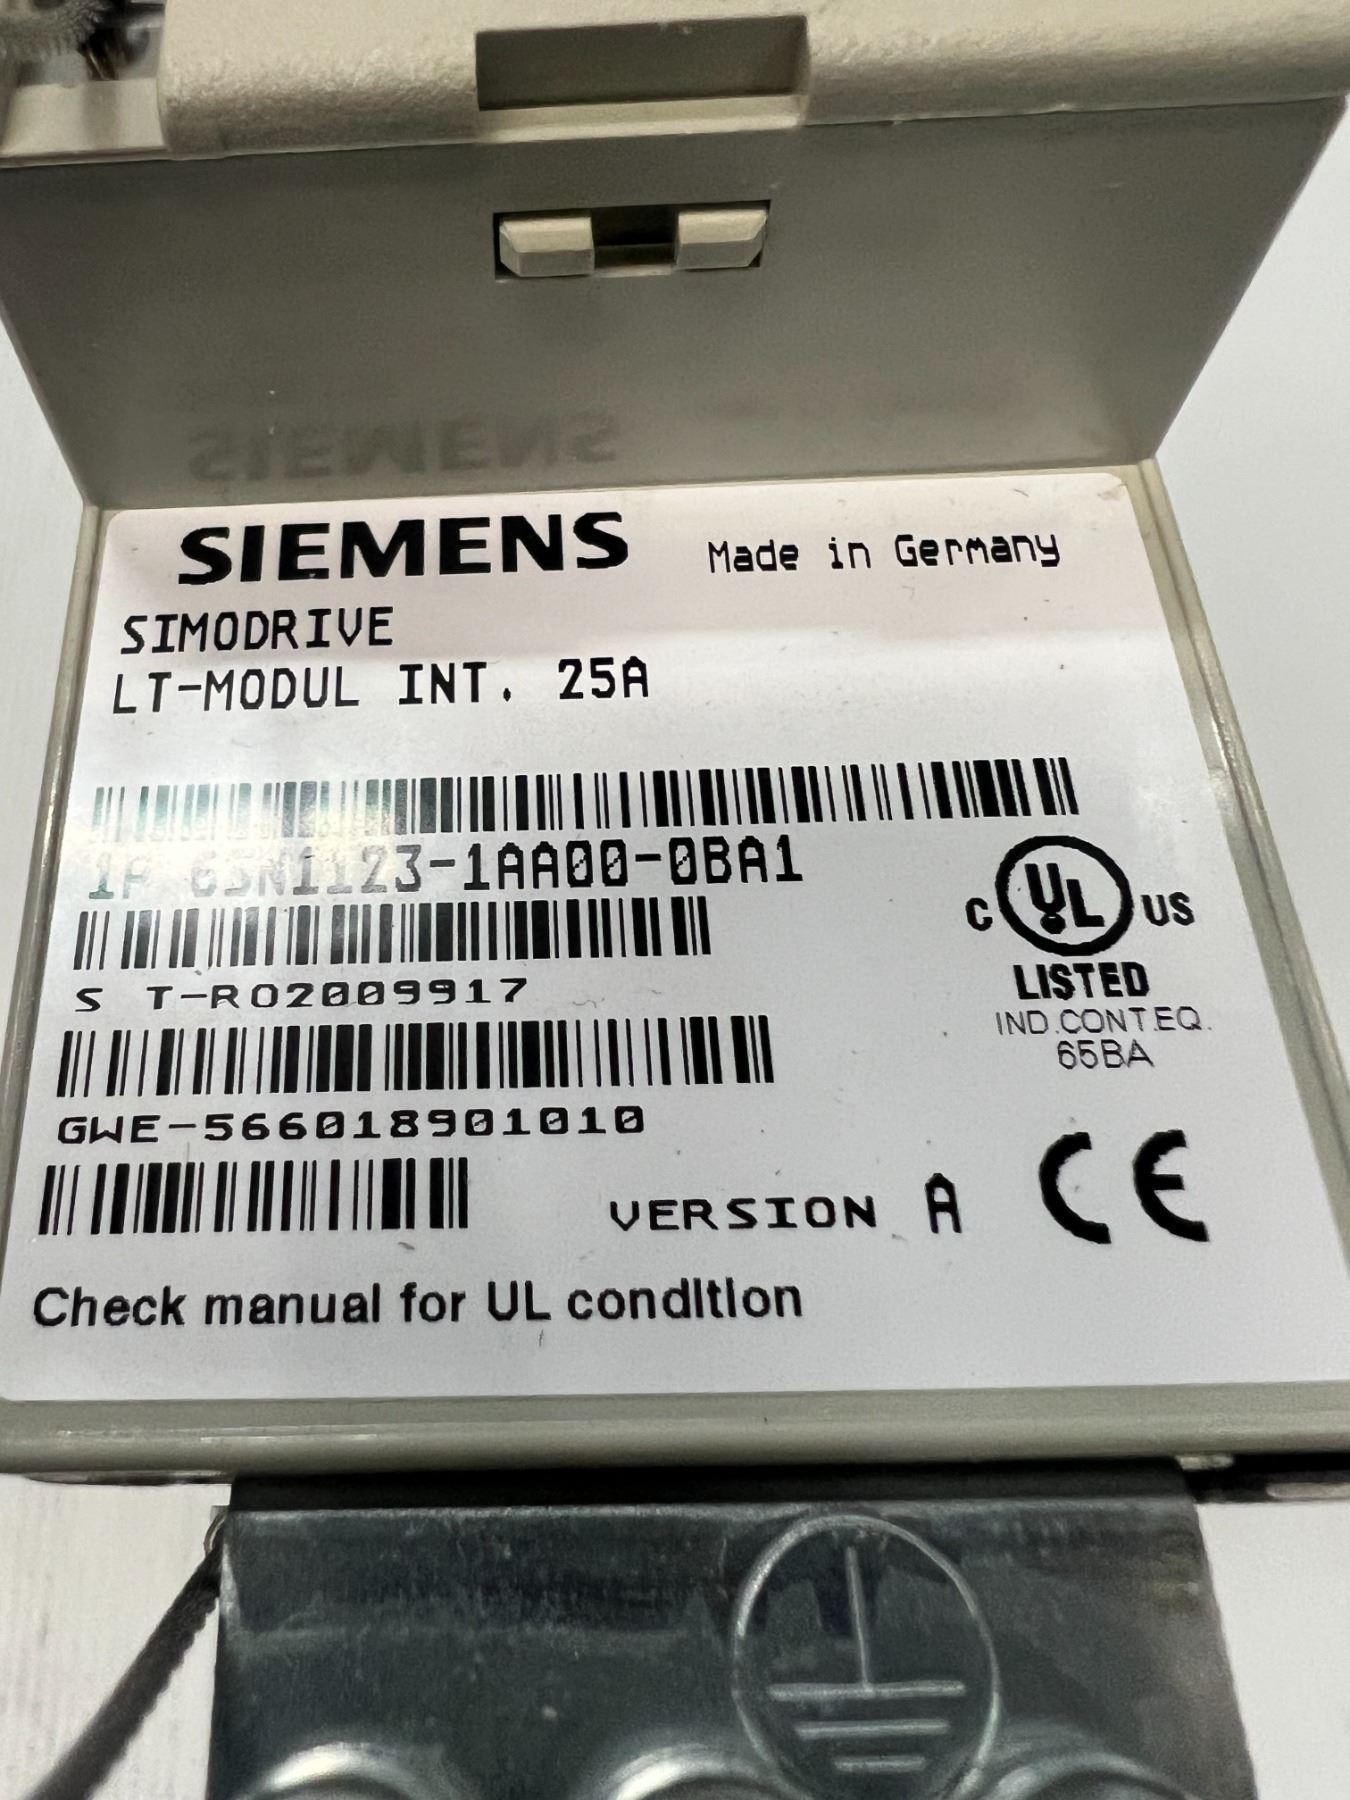 SIEMENS Made in Germany
SIMODRIVE
LT-MODUL INT. 25A
1P 6SN1123-1AA00-0BA1
C UL US
LISTED
IND.CONT.EQ.
65BA
S T-R02009917
GWE-566018901010
VERSION A CE
Check manual for UL condition